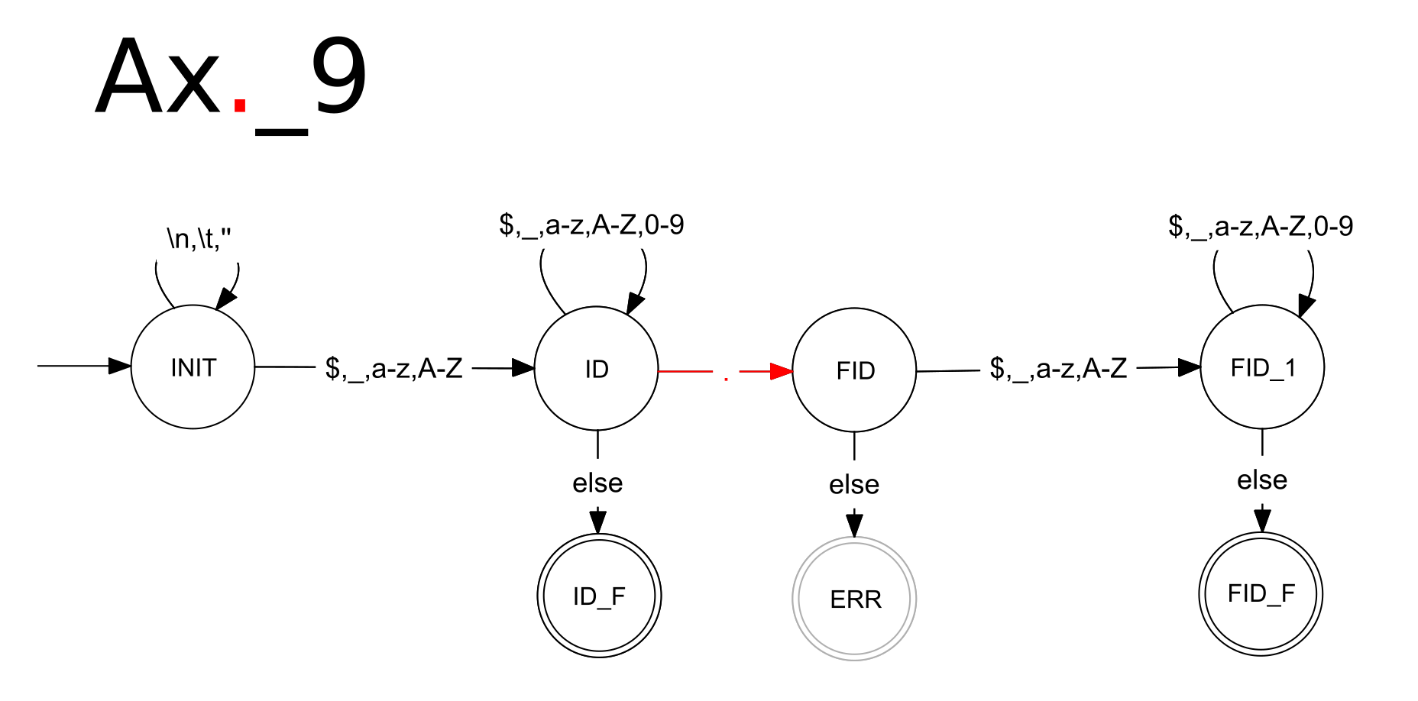 Ax._9
\n,\t,"
$,_,a-z,A-Z,0-9
$,_,a-z,A-Z,0-9
INIT
$,_,a-z,A-Z
ID
.
FID
$,_,a-z,A-Z
FID_1
else
else
else
ID_F
ERR
FID_F